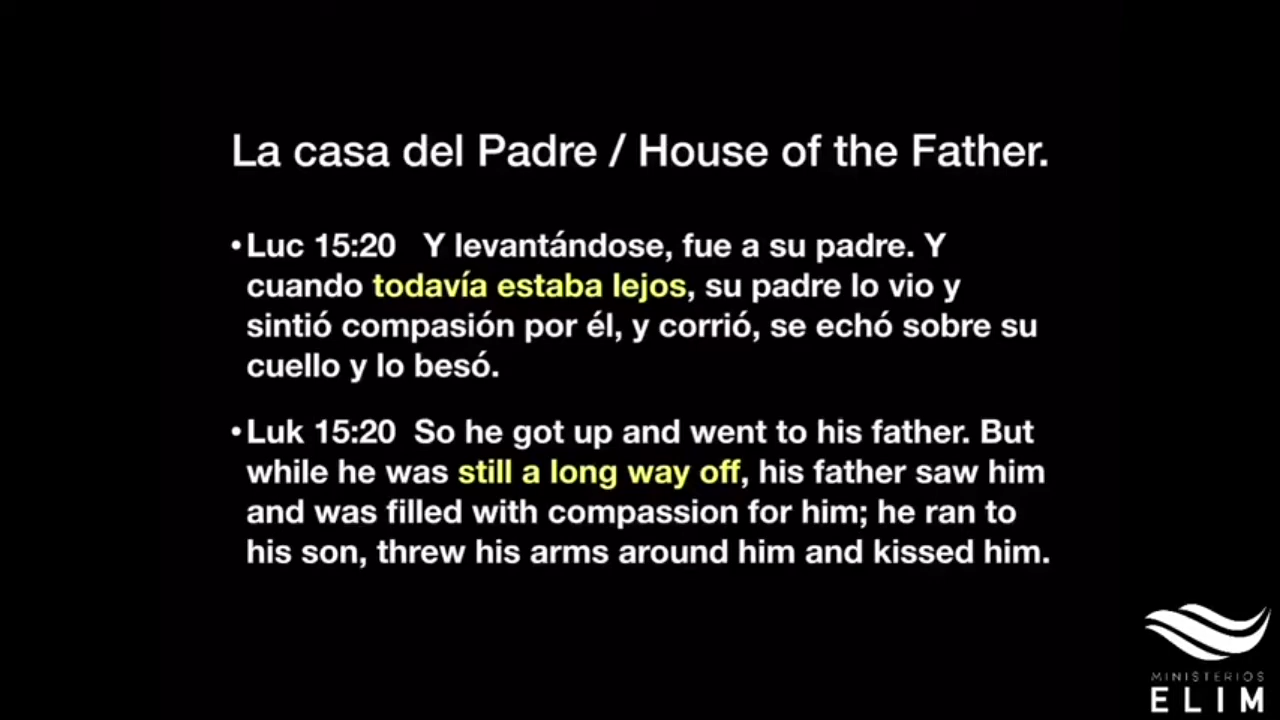 La casa del Padre / House of the Father.
•Luc 15:20 Y levantándose, fue a su padre. Y
cuando todavía estaba lejos, su padre lo vio y
sintió compasión por él, y corrió, se echó sobre su
cuello y lo besó.
•Luk 15:20 So he got up and went to his father. But
while he was still a long way off, his father saw him
and was filled with compassion for him; he ran to
his son, threw his arms around him and kissed him.
MINISTERIOS
ELIM